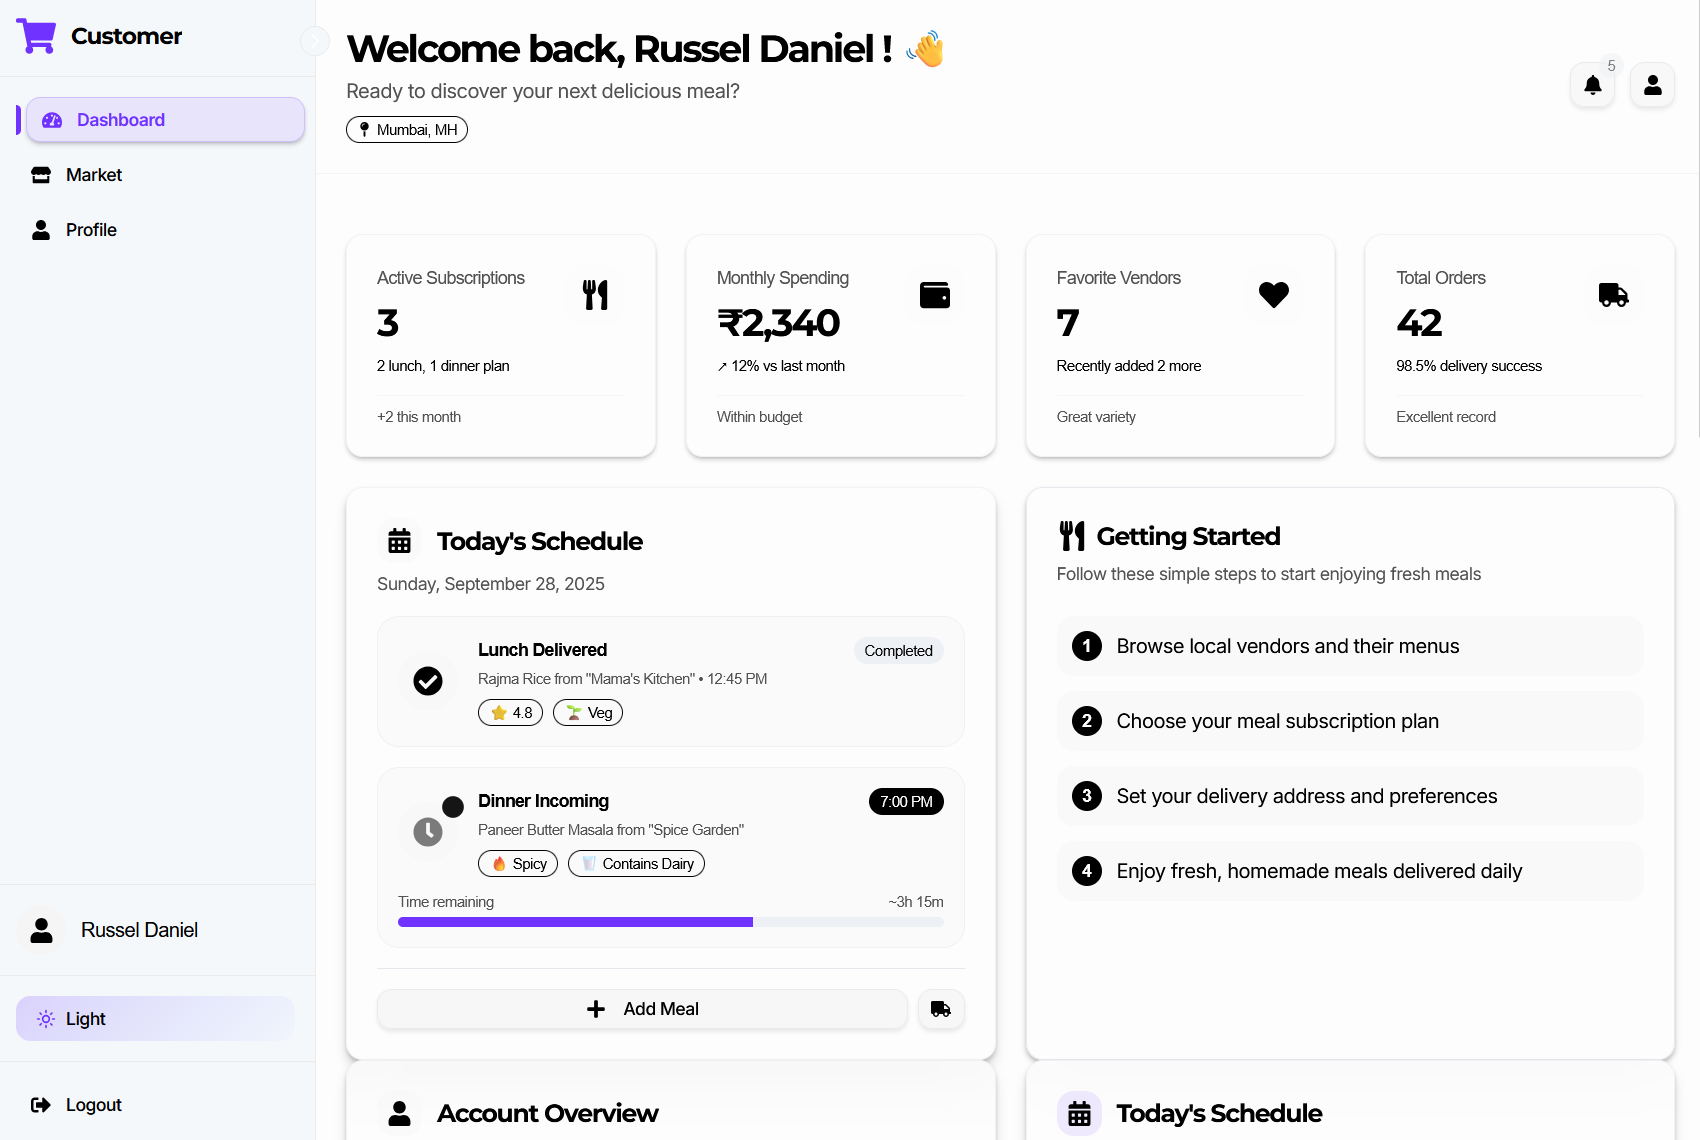 Customer
Dashboard
Market
Profile
Russel Daniel
Light
Logout
Welcome back, Russel Daniel ! 👋
Ready to discover your next delicious meal?
Mumbai, MH
5
Active Subscriptions
3
2 lunch, 1 dinner plan
+2 this month
Monthly Spending
₹2,340
↗ 12% vs last month
Within budget
Favorite Vendors
7
Recently added 2 more
Great variety
Total Orders
42
98.5% delivery success
Excellent record
Today's Schedule
Sunday, September 28, 2025
Lunch Delivered
Completed
Rajma Rice from "Mama's Kitchen" • 12:45 PM
⭐ 4.8
🌱 Veg
Dinner Incoming
7:00 PM
Paneer Butter Masala from "Spice Garden"
🔥 Spicy
🥛 Contains Dairy
Time remaining
~3h 15m
Add Meal
Getting Started
Follow these simple steps to start enjoying fresh meals
1 Browse local vendors and their menus
2 Choose your meal subscription plan
3 Set your delivery address and preferences
4 Enjoy fresh, homemade meals delivered daily
Account Overview
Today's Schedule